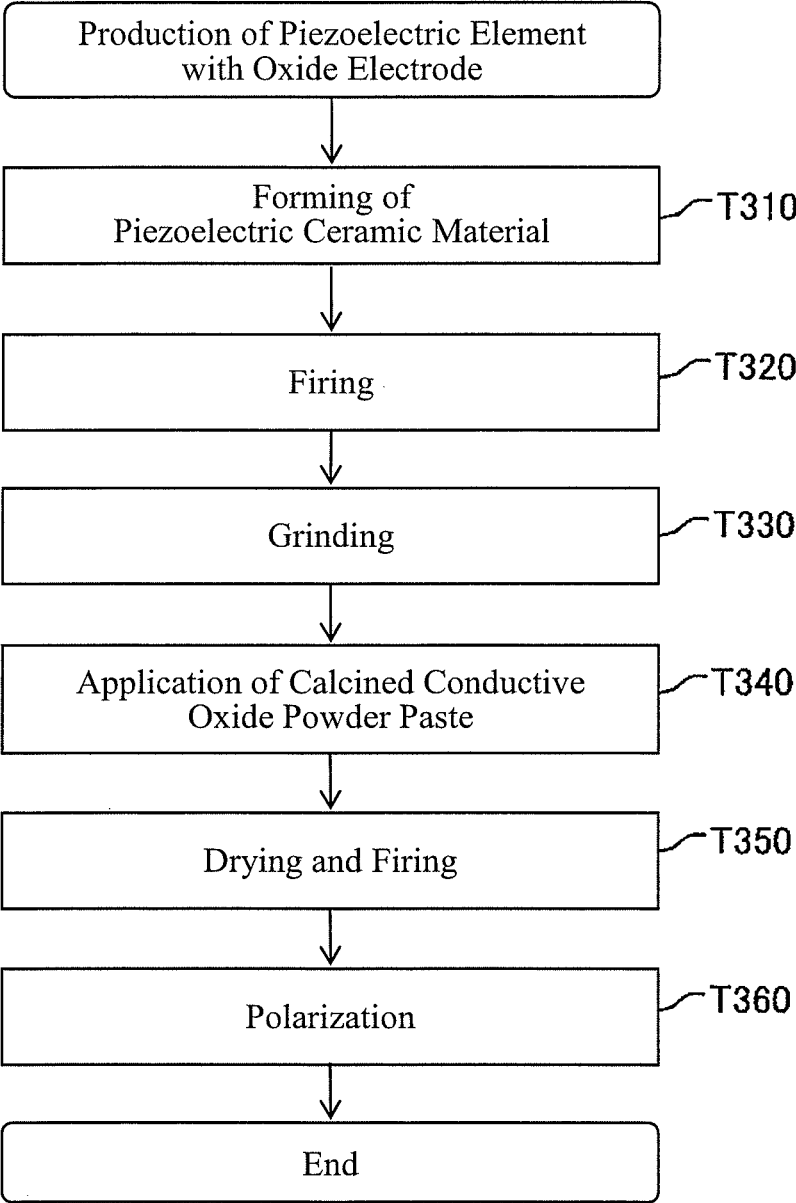 Production of Piezoelectric Element
with Oxide Electrode
Forming of
Piezoelectric Ceramic Material
T310
Firing
T320
Grinding
T330
Application of Calcined Conductive
Oxide Powder Paste
T340
Drying and Firing
T350
Polarization
T360
End